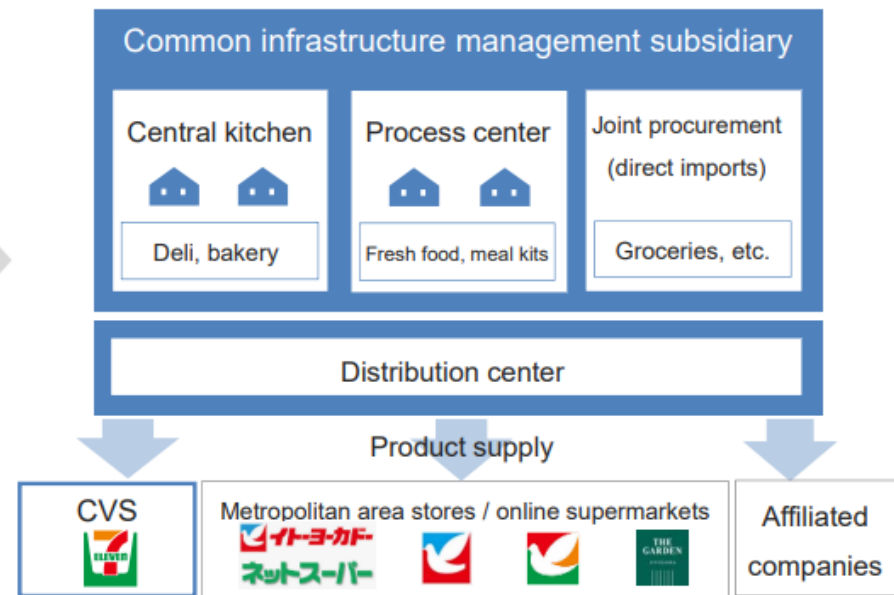 Common infrastructure management subsidiary
Central kitchen
Process center
Joint procurement
(direct imports)
Deli, bakery
Fresh food, meal kits
Groceries, etc.
Distribution center
Product supply
CVS
Metropolitan area stores / online supermarkets
Affiliated
companies
7
ELEVEN
イトーヨーカドー
ネットスーパー
THE
GARDEN